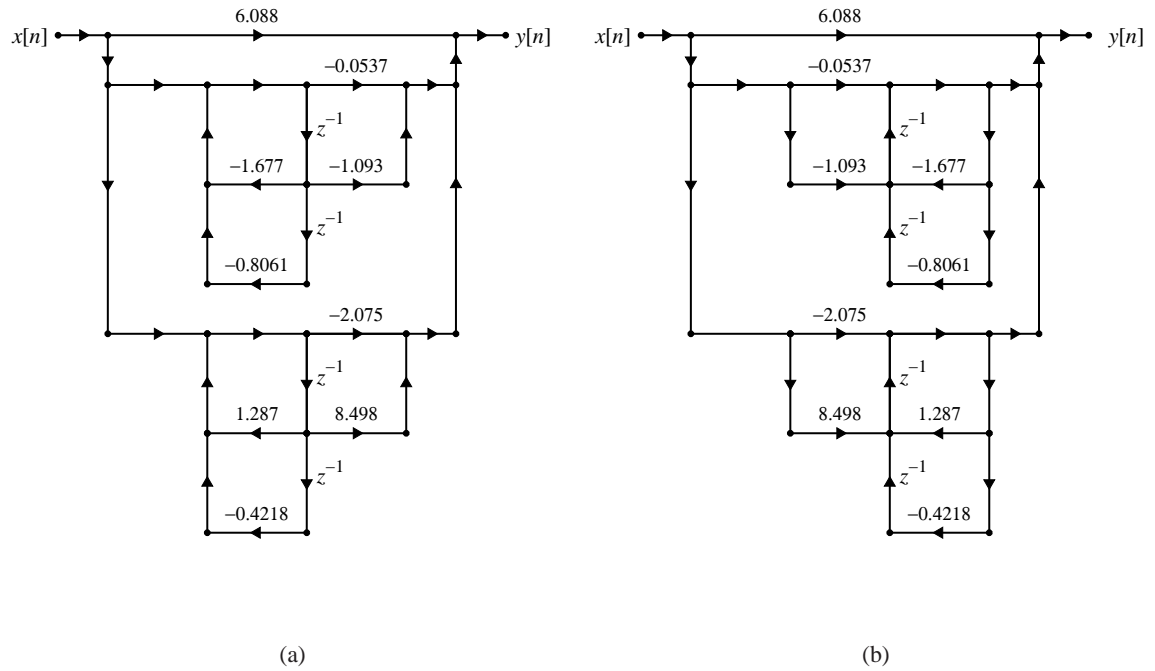 6.088 6.088
x[n] y[n] x[n] y[n]
−0.0537 −0.0537
z⁻¹ z⁻¹
−1.677 −1.093 −1.093 −1.677
z⁻¹ z⁻¹
−0.8061 −0.8061
−2.075 −2.075
z⁻¹ z⁻¹
1.287 8.498 8.498 1.287
z⁻¹ z⁻¹
−0.4218 −0.4218
(a) (b)